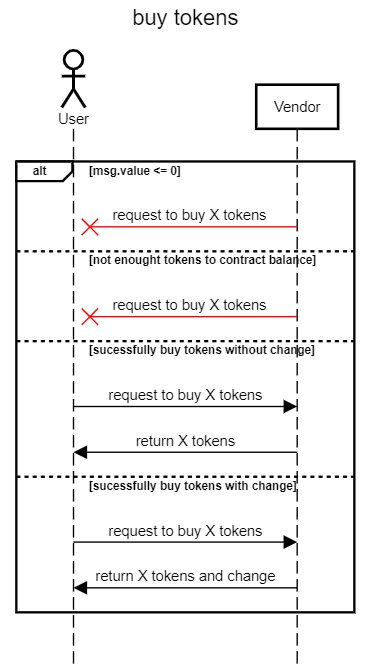 buy tokens
User
Vendor
alt
[msg.value <= 0]
request to buy X tokens
[not enought tokens to contract balance]
request to buy X tokens
[sucessfully buy tokens without change]
request to buy X tokens
return X tokens
[sucessfully buy tokens with change]
request to buy X tokens
return X tokens and change